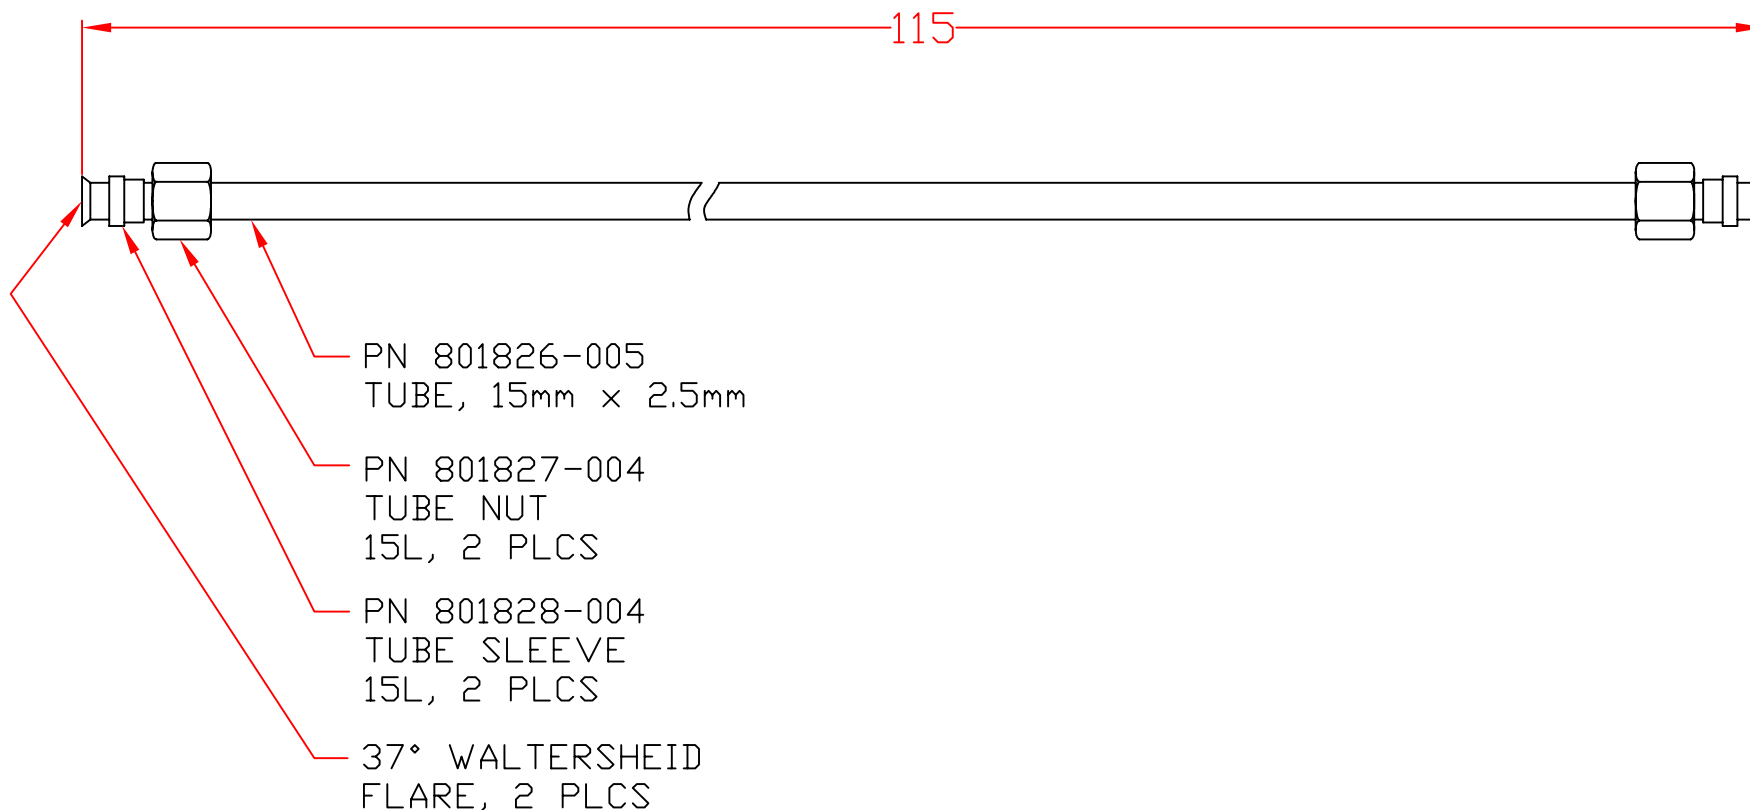 115
PN 801826-005
TUBE, 15mm x 2.5mm
PN 801827-004
TUBE NUT
15L, 2 PLCS
PN 801828-004
TUBE SLEEVE
15L, 2 PLCS
37° WALTERSHEID
FLARE, 2 PLCS